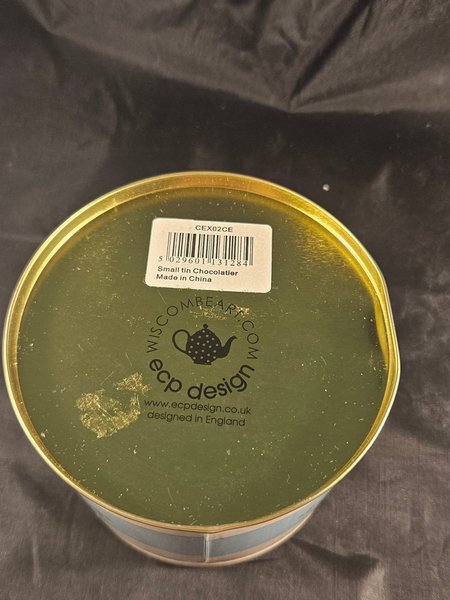 CEX02CE
5 029601 131284
Small tin Chocolatier
Made in China
WISCOMBEART.COM
ecp design
www.ecpdesign.co.uk
designed in England